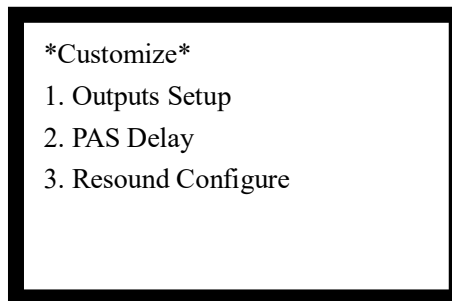 *Customize*
1. Outputs Setup
2. PAS Delay
3. Resound Configure